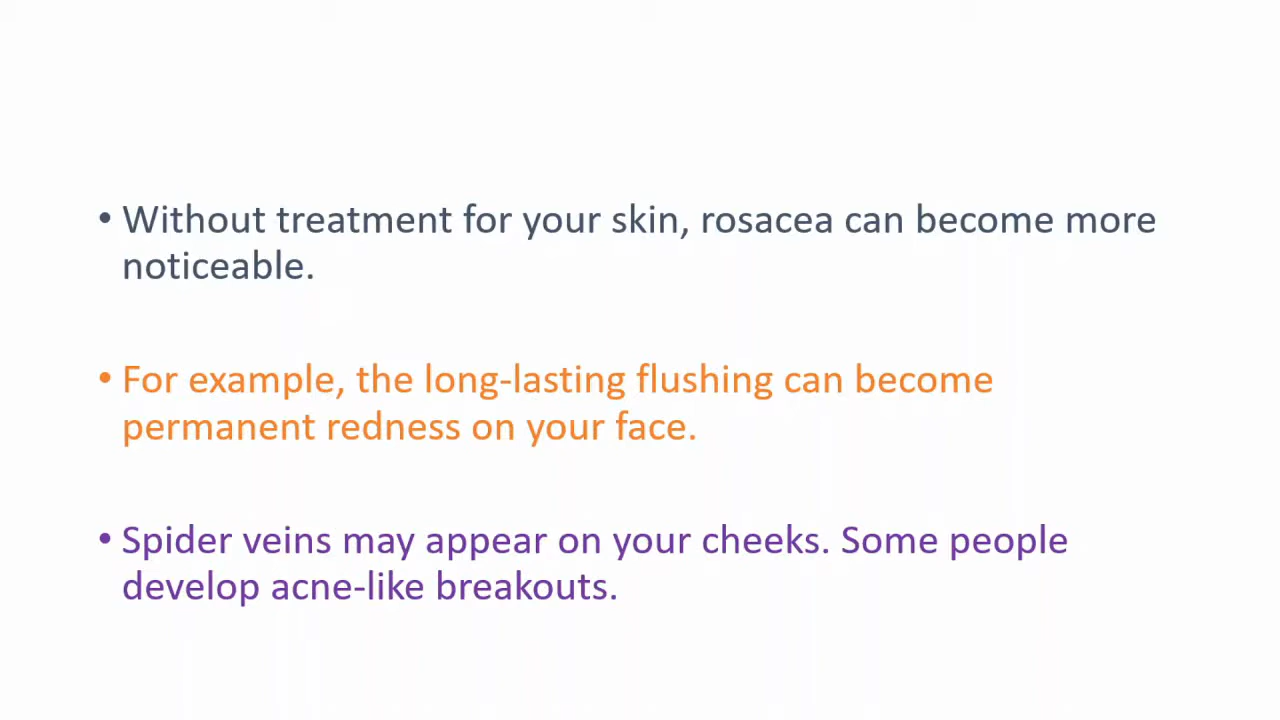 • Without treatment for your skin, rosacea can become more
noticeable.
• For example, the long-lasting flushing can become
permanent redness on your face.
• Spider veins may appear on your cheeks. Some people
develop acne-like breakouts.